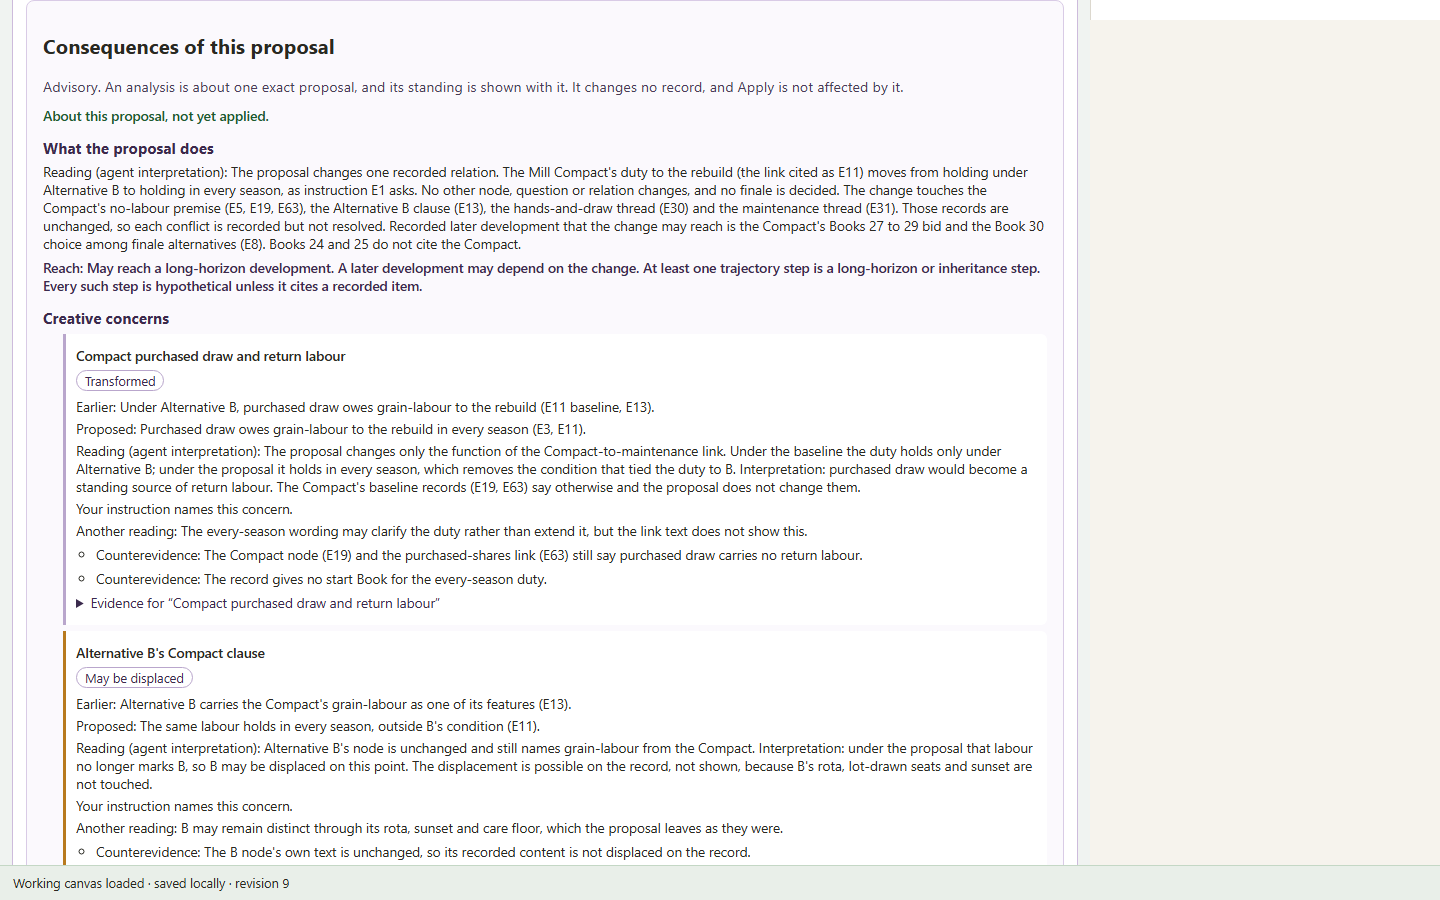 Consequences of this proposal
Advisory. An analysis is about one exact proposal, and its standing is shown with it. It changes no record, and Apply is not affected by it.
About this proposal, not yet applied.
What the proposal does
Reading (agent interpretation): The proposal changes one recorded relation. The Mill Compact's duty to the rebuild (the link cited as E11) moves from holding under
Alternative B to holding in every season, as instruction E1 asks. No other node, question or relation changes, and no finale is decided. The change touches the
Compact's no-labour premise (E5, E19, E63), the Alternative B clause (E13), the hands-and-draw thread (E30) and the maintenance thread (E31). Those records are
unchanged, so each conflict is recorded but not resolved. Recorded later development that the change may reach is the Compact's Books 27 to 29 bid and the Book 30
choice among finale alternatives (E8). Books 24 and 25 do not cite the Compact.
Reach: May reach a long-horizon development. A later development may depend on the change. At least one trajectory step is a long-horizon or inheritance step.
Every such step is hypothetical unless it cites a recorded item.
Creative concerns
Compact purchased draw and return labour
Transformed
Earlier: Under Alternative B, purchased draw owes grain-labour to the rebuild (E11 baseline, E13).
Proposed: Purchased draw owes grain-labour to the rebuild in every season (E3, E11).
Reading (agent interpretation): The proposal changes only the function of the Compact-to-maintenance link. Under the baseline the duty holds only under
Alternative B; under the proposal it holds in every season, which removes the condition that tied the duty to B. Interpretation: purchased draw would become a
standing source of return labour. The Compact's baseline records (E19, E63) say otherwise and the proposal does not change them.
Your instruction names this concern.
Another reading: The every-season wording may clarify the duty rather than extend it, but the link text does not show this.
Counterevidence: The Compact node (E19) and the purchased-shares link (E63) still say purchased draw carries no return labour.
Counterevidence: The record gives no start Book for the every-season duty.
Evidence for “Compact purchased draw and return labour”
Alternative B's Compact clause
May be displaced
Earlier: Alternative B carries the Compact's grain-labour as one of its features (E13).
Proposed: The same labour holds in every season, outside B's condition (E11).
Reading (agent interpretation): Alternative B's node is unchanged and still names grain-labour from the Compact. Interpretation: under the proposal that labour
no longer marks B, so B may be displaced on this point. The displacement is possible on the record, not shown, because B's rota, lot-drawn seats and sunset are
not touched.
Your instruction names this concern.
Another reading: B may remain distinct through its rota, sunset and care floor, which the proposal leaves as they were.
Counterevidence: The B node's own text is unchanged, so its recorded content is not displaced on the record.
Working canvas loaded · saved locally · revision 9